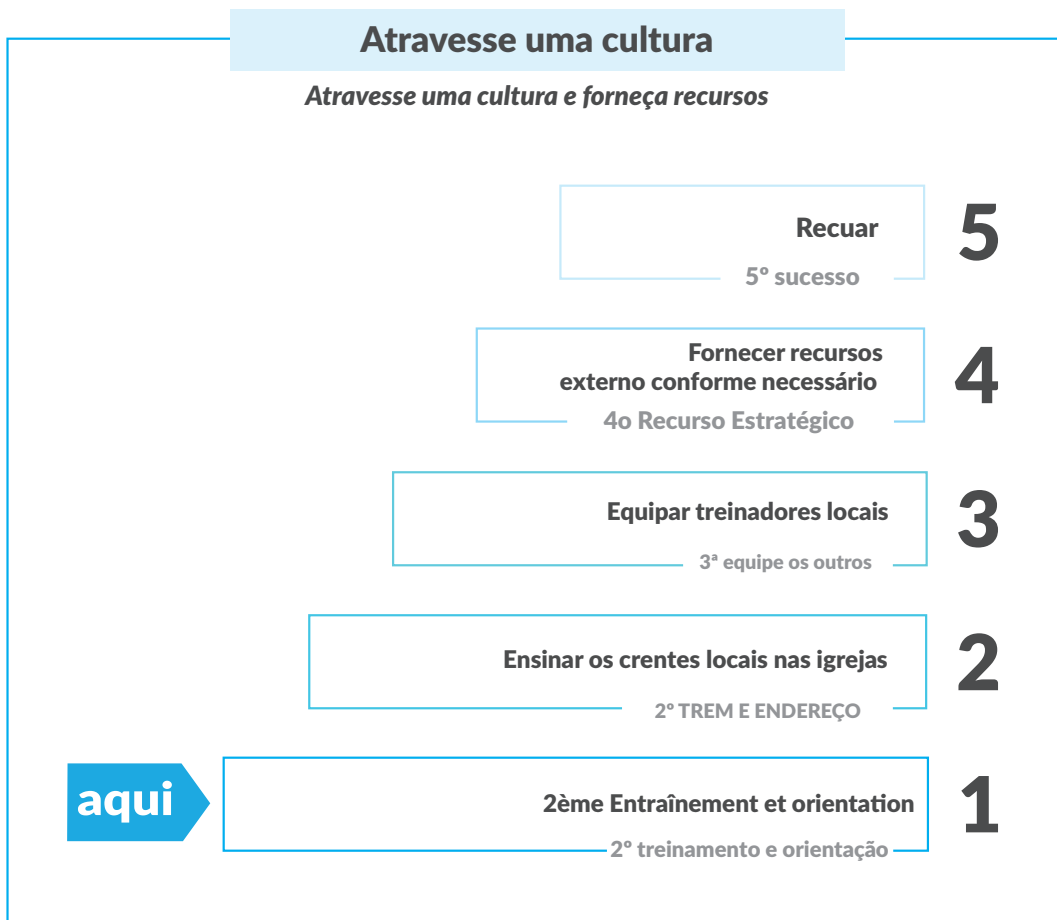 Atravesse uma cultura
Atravesse uma cultura e forneça recursos
Recuar
5
5º sucesso
Fornecer recursos
externo conforme necessário
4
4o Recurso Estratégico
Equipar treinadores locais
3
3ª equipe os outros
Ensinar os crentes locais nas igrejas
2
2º TREM E ENDEREÇO
aqui
2ème Entraînement et orientation
1
2º treinamento e orientação